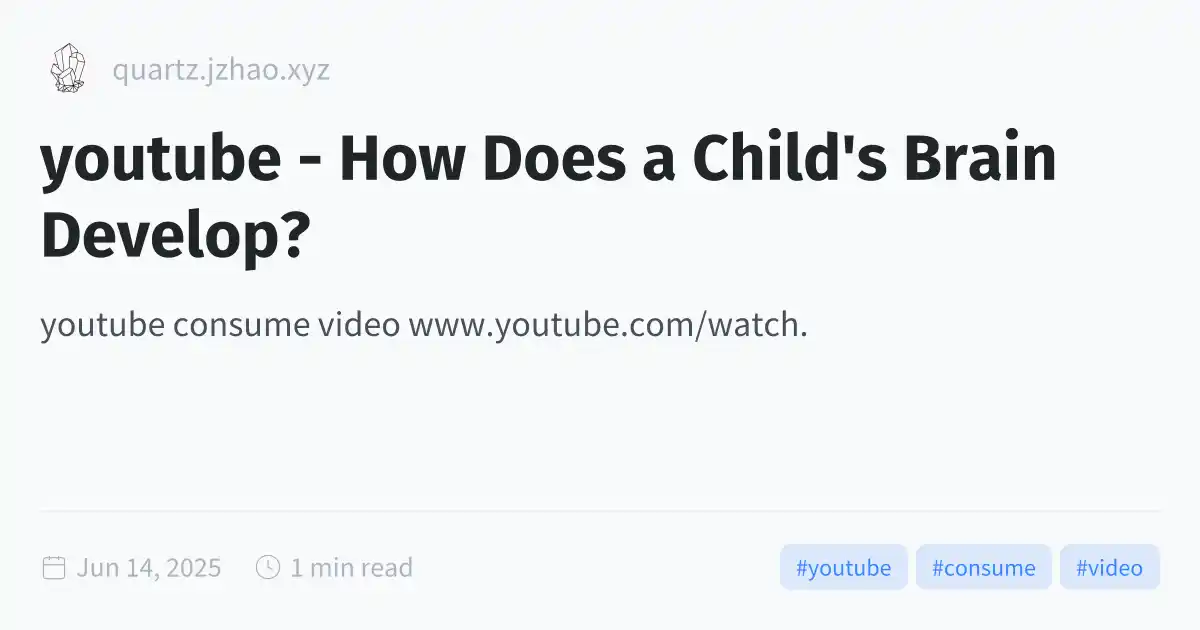 quartz.jzhao.xyz
youtube - How Does a Child's Brain
Develop?
youtube consume video www.youtube.com/watch.
Jun 14, 2025 1 min read #youtube #consume #video